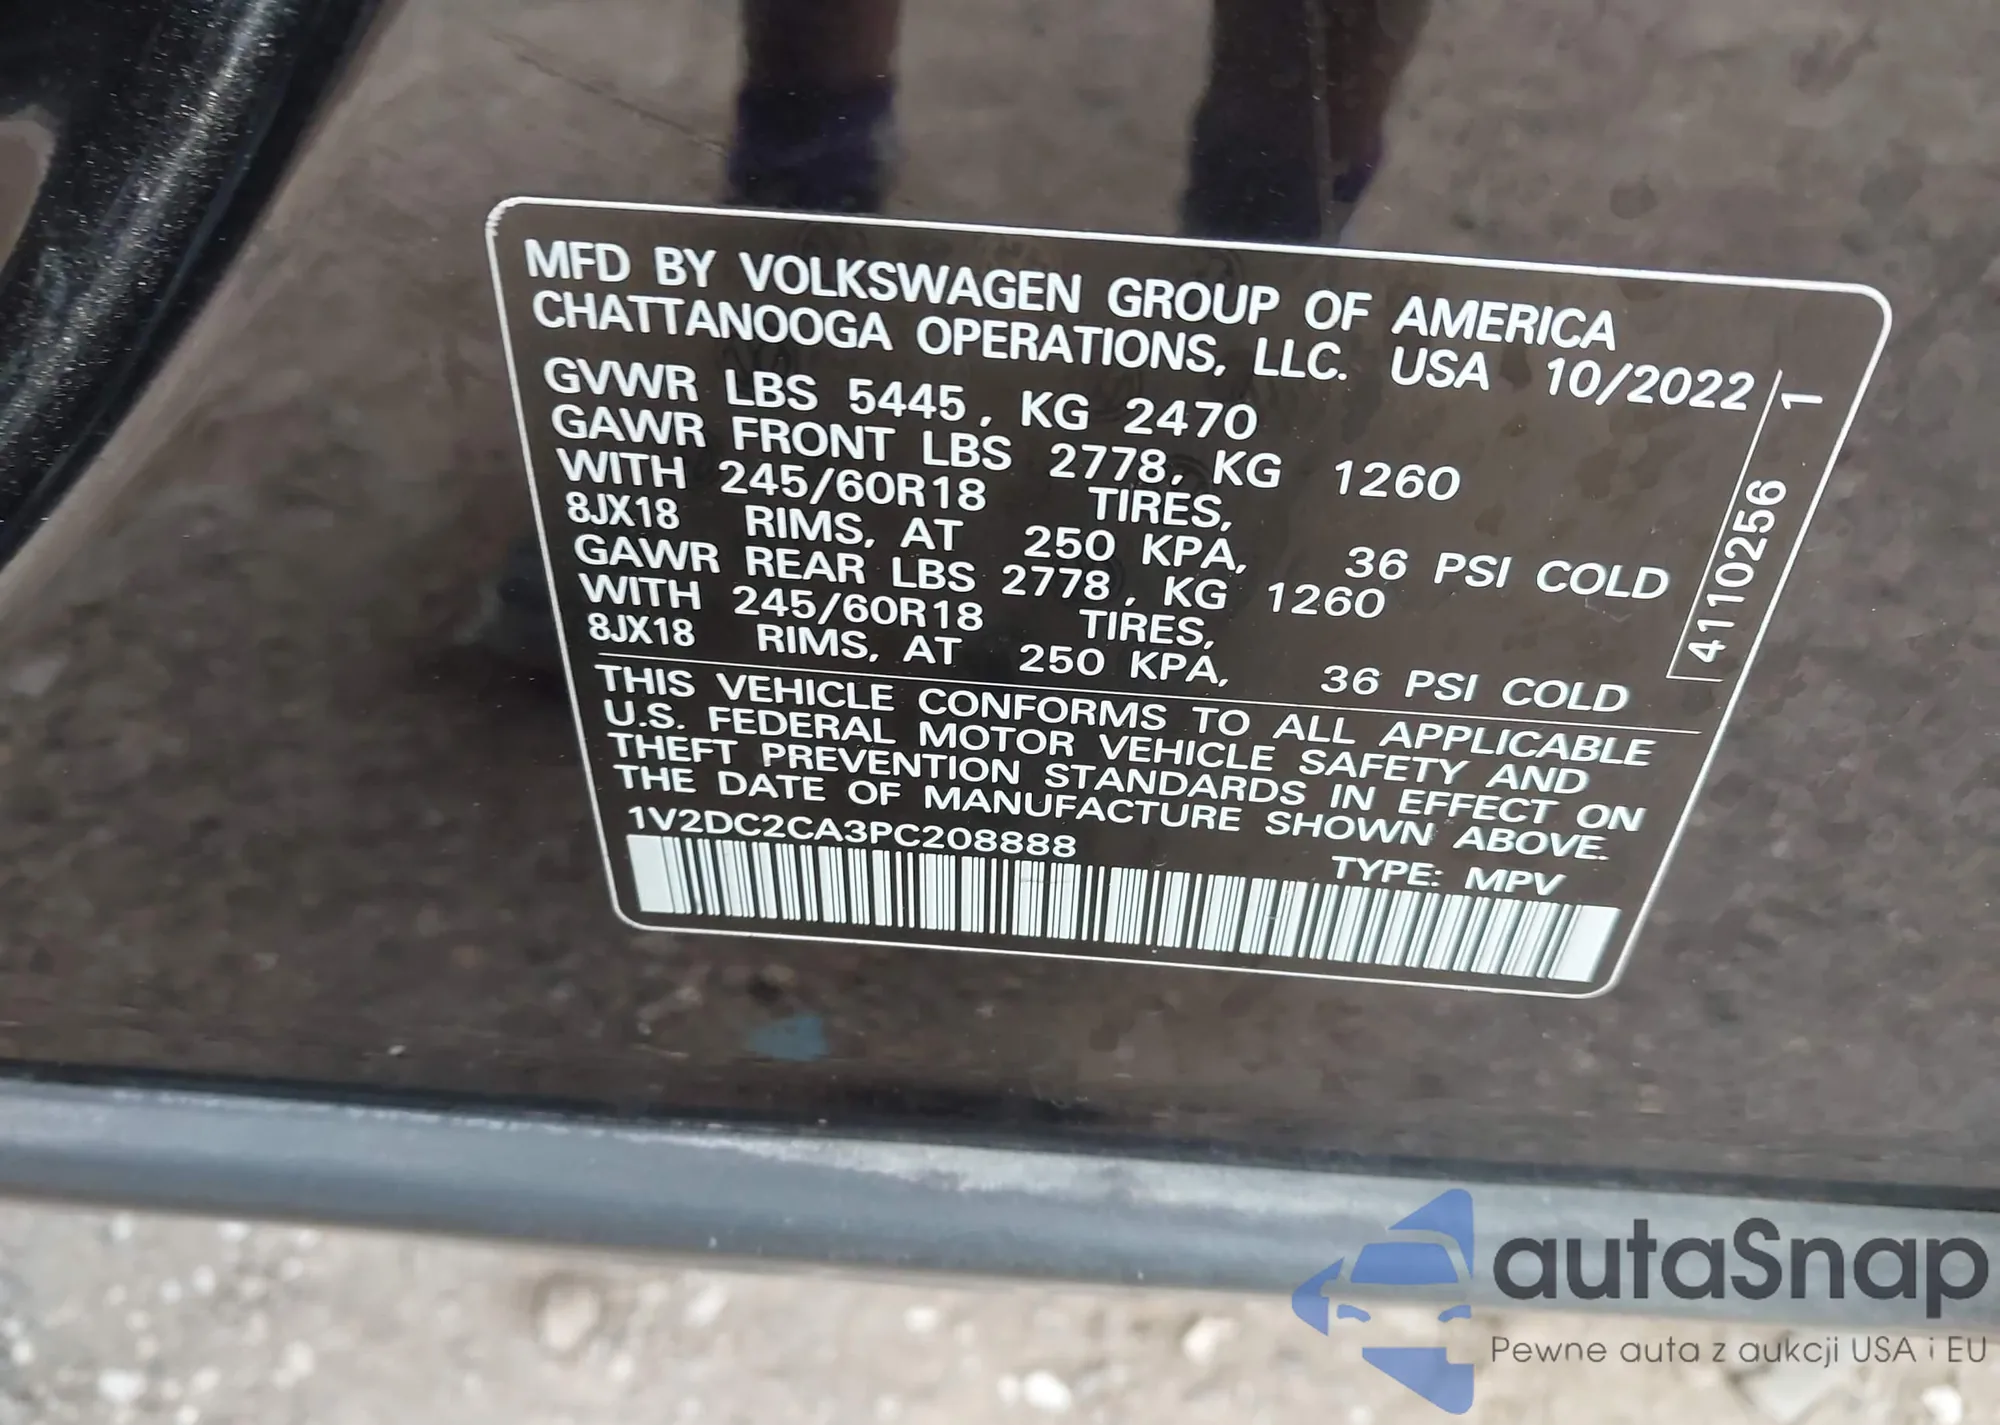 MFD BY VOLKSWAGEN GROUP OF AMERICA
CHATTANOOGA OPERATIONS, LLC. USA 10/2022
GVWR LBS 5445, KG 2470
GAWR FRONT LBS 2778, KG 1260
WITH 245/60R18 TIRES,
8JX18 RIMS, AT 250 KPA, 36 PSI COLD
GAWR REAR LBS 2778, KG 1260
WITH 245/60R18 TIRES,
8JX18 RIMS, AT 250 KPA, 36 PSI COLD
THIS VEHICLE CONFORMS TO ALL APPLICABLE
U.S. FEDERAL MOTOR VEHICLE SAFETY AND
THEFT PREVENTION STANDARDS IN EFFECT ON
THE DATE OF MANUFACTURE SHOWN ABOVE.
1V2DC2CA3PC208888 TYPE: MPV
41110256 1
autaSnap
Pewne auta z aukcji USA i EU